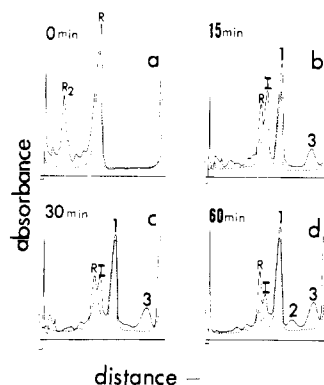 0 min
R
a
R2
15 min
1
b
I
R
3
absorbance
30 min
1
c
R
I
3
60 min
1
d
R
I
2
3
distance —